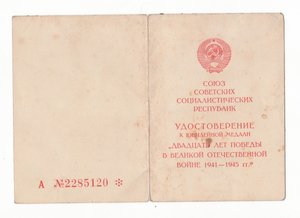 А №2285120 ✻
СОЮЗ
СОВЕТСКИХ
СОЦИАЛИСТИЧЕСКИХ
РЕСПУБЛИК
УДОСТОВЕРЕНИЕ
К ЮБИЛЕЙНОЙ МЕДАЛИ
„ДВАДЦАТЬ ЛЕТ ПОБЕДЫ
В ВЕЛИКОЙ ОТЕЧЕСТВЕННОЙ
ВОЙНЕ 1941—1945 гг.“